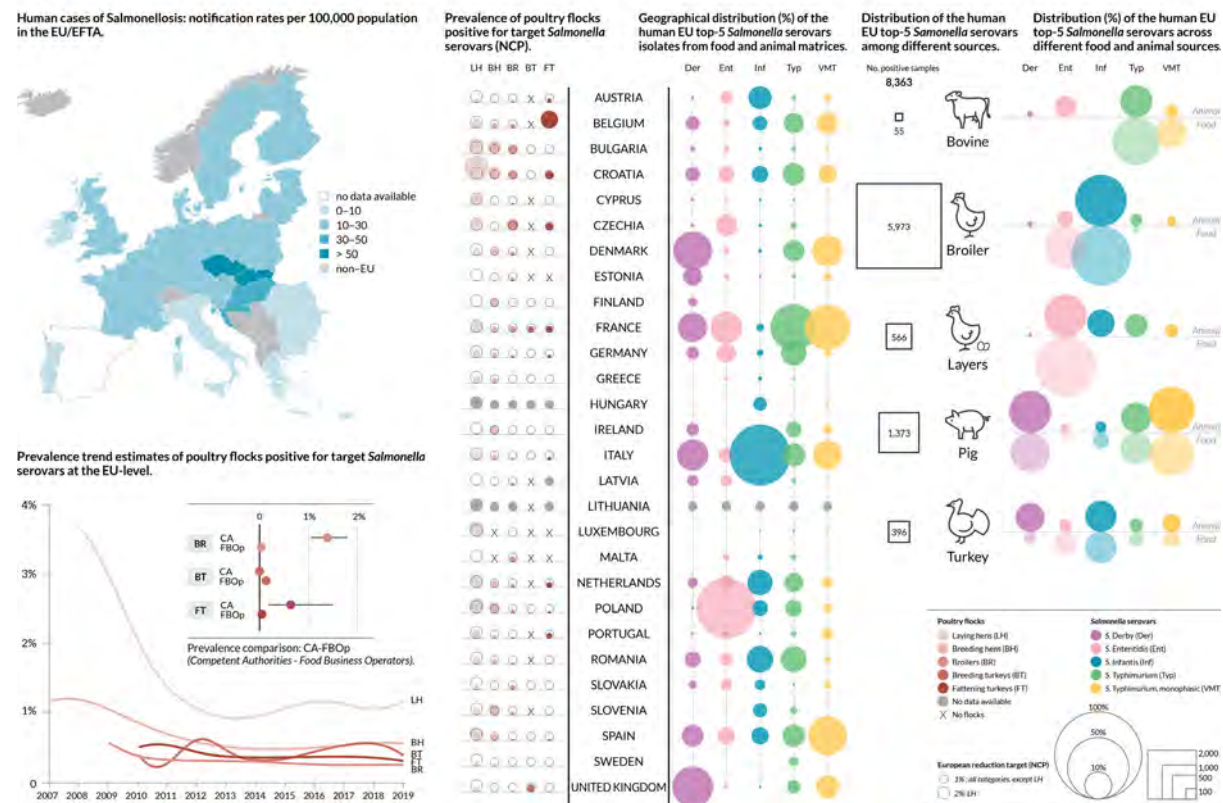 Human cases of Salmonellosis: notification rates per 100,000 population
in the EU/EFTA.
no data available
0–10
10–30
30–50
> 50
non–EU
Prevalence trend estimates of poultry flocks positive for target Salmonella
serovars at the EU-level.
4%
3%
2%
1%
0
0 1% 2%
BR CA
FBOp
BT CA
FBOp
FT CA
FBOp
Prevalence comparison: CA-FBOp
(Competent Authorities - Food Business Operators).
LH
BH
BT
FT
BR
2007 2008 2009 2010 2011 2012 2013 2014 2015 2016 2017 2018 2019
Prevalence of poultry flocks
positive for target Salmonella
serovars (NCP).
LH BH BR BT FT
Geographical distribution (%) of the
human EU top-5 Salmonella serovars
isolates from food and animal matrices.
Der Ent Inf Typ VMT
X AUSTRIA
X BELGIUM
BULGARIA
CROATIA
X CYPRUS
X CZECHIA
DENMARK
X X ESTONIA
FINLAND
FRANCE
GERMANY
GREECE
HUNGARY
IRELAND
ITALY
X LATVIA
LITHUANIA
X X X LUXEMBOURG
X X X MALTA
X NETHERLANDS
POLAND
X PORTUGAL
X ROMANIA
SLOVAKIA
X SLOVENIA
SPAIN
SWEDEN
UNITED KINGDOM
Distribution of the human
EU top-5 Samonella serovars
among different sources.
No. positive samples
8,363
55
Bovine
5,973
Broiler
566
Layers
1,373
Pig
396
Turkey
Distribution (%) of the human EU
top-5 Salmonella serovars across
different food and animal sources.
Der Ent Inf Typ VMT
Animal
Food
Animal
Food
Animal
Food
Animal
Food
Animal
Food
Poultry flocks
Laying hens (LH)
Breeding hens (BH)
Broilers (BR)
Breeding turkeys (BT)
Fattening turkeys (FT)
No data available
X No flocks
Salmonella serovars
S. Derby (Der)
S. Enteritidis (Ent)
S. Infantis (Inf)
S. Typhimurium (Typ)
S. Typhimurium, monophasic (VMT)
European reduction target (NCP)
1%: all categories, except LH
2% LH
100%
50%
10%
2,000
1,000
500
100